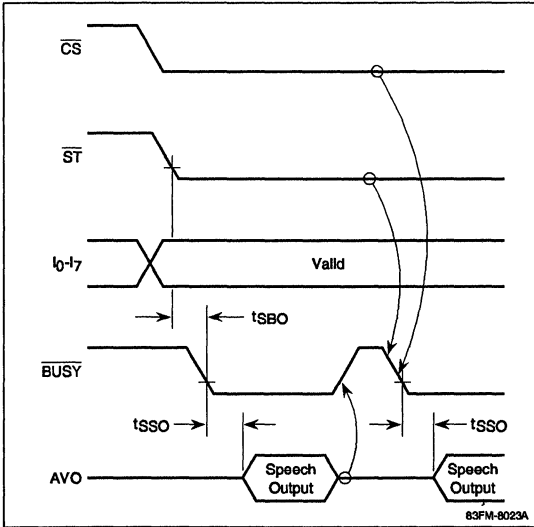 CS
ST
I0-I7
Valid
tSBO
BUSY
tSSO
tSSO
AVO
Speech
Output
Speech
Output
83FM-8023A